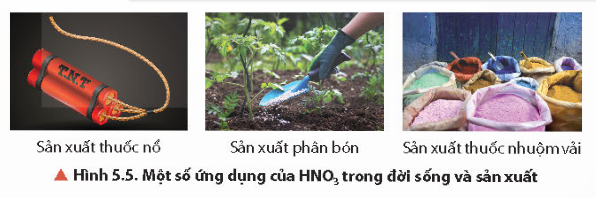 T.N.T
Sản xuất thuốc nổ
Sản xuất phân bón
Sản xuất thuốc nhuộm vải
▲ Hình 5.5. Một số ứng dụng của HNO₃ trong đời sống và sản xuất